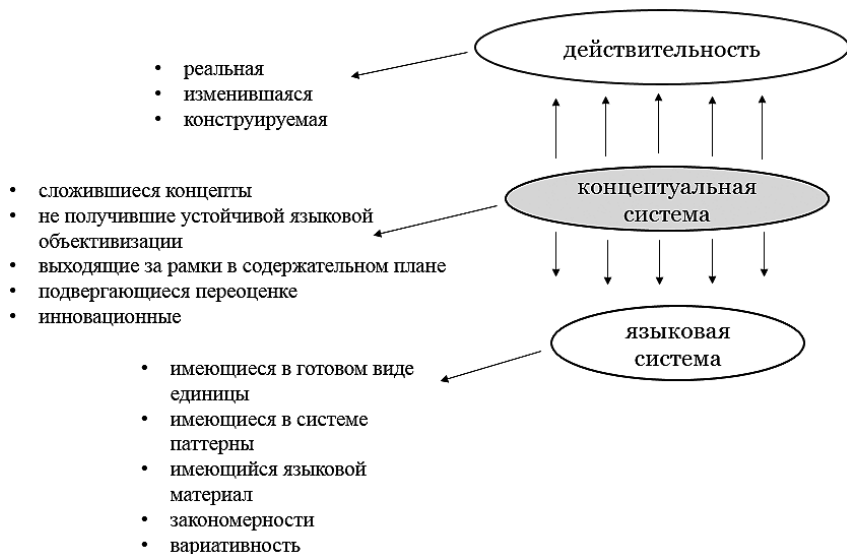 действительность
• реальная
• изменившаяся
• конструируемая
концептуальная
система
• сложившиеся концепты
• не получившие устойчивой языковой
объективизации
• выходящие за рамки в содержательном плане
• подвергающиеся переоценке
• инновационные
языковая
система
• имеющиеся в готовом виде
единицы
• имеющиеся в системе
паттерны
• имеющийся языковой
материал
• закономерности
• вариативность